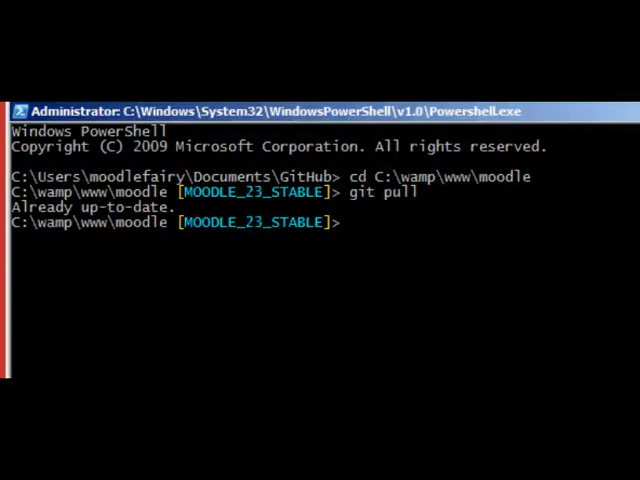 Administrator: C:\Windows\System32\WindowsPowerShell\v1.0\Powershell.exe
Windows PowerShell
Copyright (C) 2009 Microsoft Corporation. All rights reserved.
C:\Users\moodlefairy\Documents\GitHub> cd C:\wamp\www\moodle
C:\wamp\www\moodle [MOODLE_23_STABLE]> git pull
Already up-to-date.
C:\wamp\www\moodle [MOODLE_23_STABLE]>